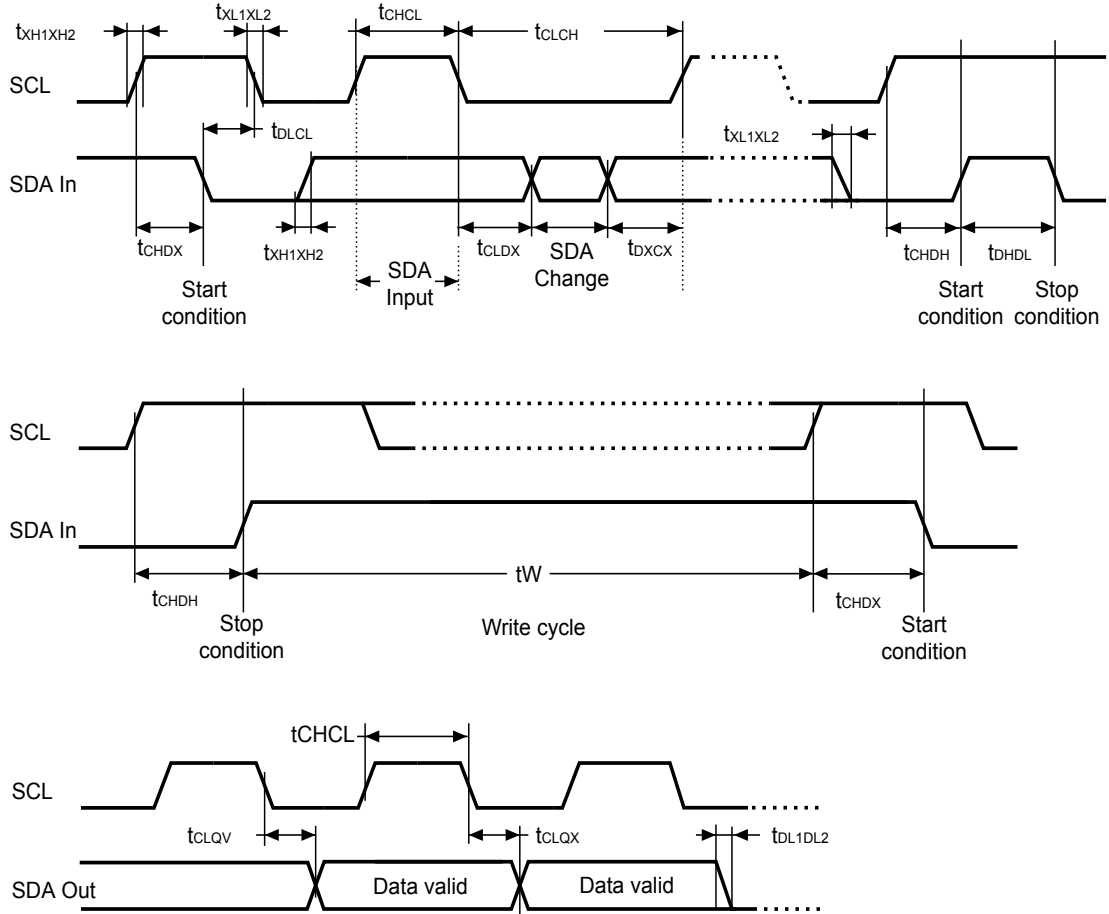 tXH1XH2
tXL1XL2
tCHCL
tCLCH
SCL
tDLCL
tXL1XL2
SDA In
tCHDX
tXH1XH2
tCLDX
SDA
Change
tDXCX
tCHDH
tDHDL
SDA
Input
Start
condition
Start
condition
Stop
condition
SCL
SDA In
tCHDH
tW
tCHDX
Stop
condition
Write cycle
Start
condition
tCHCL
SCL
tCLQV
tCLQX
tDL1DL2
SDA Out
Data valid
Data valid